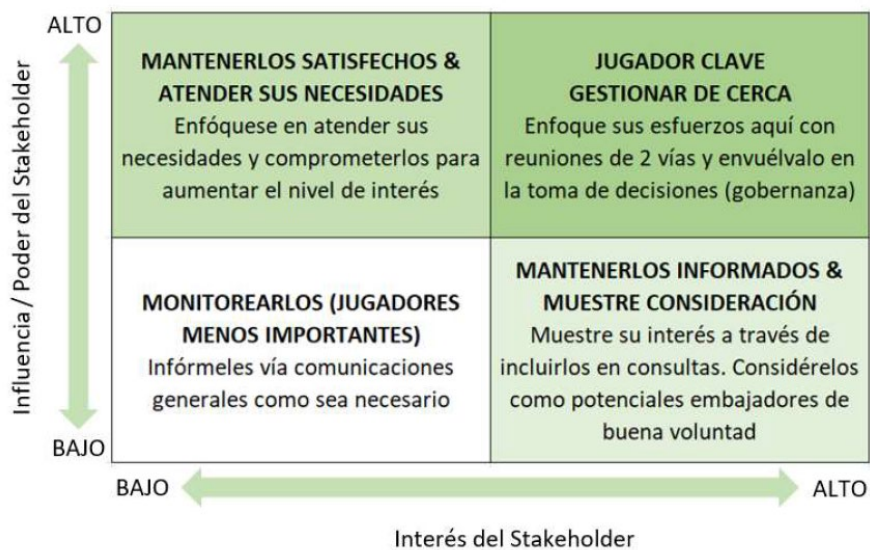 ALTO
Influencia / Poder del Stakeholder
BAJO
MANTENERLOS SATISFECHOS &
ATENDER SUS NECESIDADES
Enfóquese en atender sus
necesidades y comprometerlos para
aumentar el nivel de interés
JUGADOR CLAVE
GESTIONAR DE CERCA
Enfoque sus esfuerzos aquí con
reuniones de 2 vías y envuélvalo en
la toma de decisiones (gobernanza)
MONITOREARLOS (JUGADORES
MENOS IMPORTANTES)
Infórmeles vía comunicaciones
generales como sea necesario
MANTENERLOS INFORMADOS &
MUESTRE CONSIDERACIÓN
Muestre su interés a través de
incluirlos en consultas. Considérelos
como potenciales embajadores de
buena voluntad
BAJO
ALTO
Interés del Stakeholder